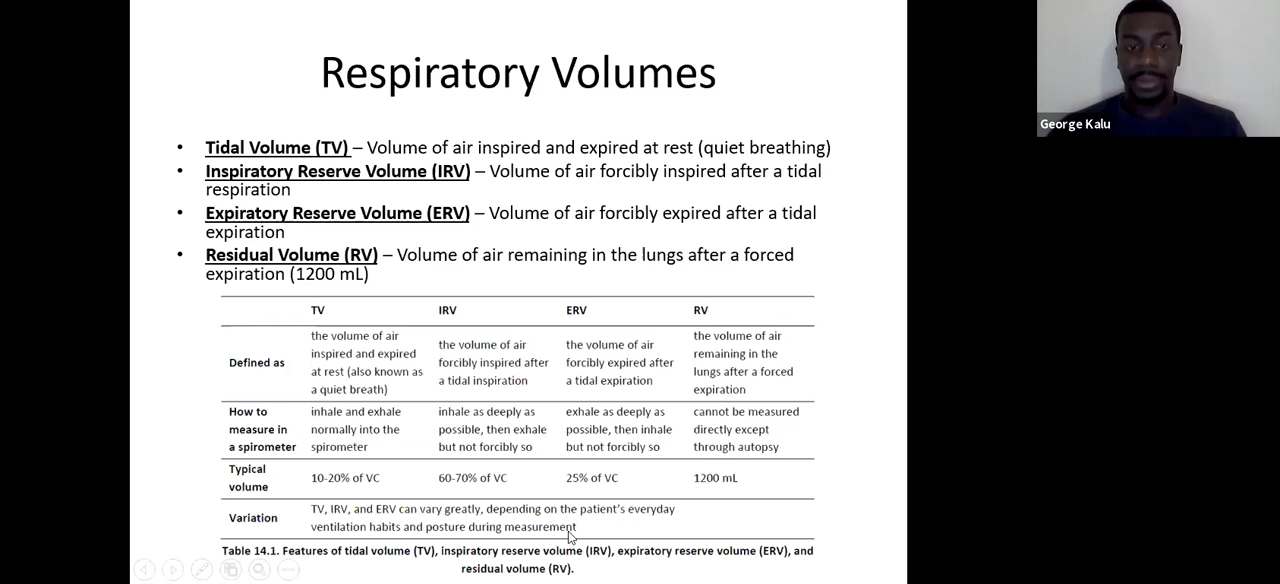 Respiratory Volumes
George Kalu
• Tidal Volume (TV) – Volume of air inspired and expired at rest (quiet breathing)
• Inspiratory Reserve Volume (IRV) – Volume of air forcibly inspired after a tidal
respiration
• Expiratory Reserve Volume (ERV) – Volume of air forcibly expired after a tidal
expiration
• Residual Volume (RV) – Volume of air remaining in the lungs after a forced
expiration (1200 mL)
TV IRV ERV RV
Defined as
the volume of air
inspired and expired
at rest (also known as
a quiet breath)
the volume of air
forcibly inspired after
a tidal inspiration
the volume of air
forcibly expired after
a tidal expiration
the volume of air
remaining in the
lungs after a forced
expiration
How to
measure in
a spirometer
inhale and exhale
normally into the
spirometer
inhale as deeply as
possible, then exhale
but not forcibly so
exhale as deeply as
possible, then inhale
but not forcibly so
cannot be measured
directly except
through autopsy
Typical
volume
10-20% of VC
60-70% of VC
25% of VC
1200 mL
Variation
TV, IRV, and ERV can vary greatly, depending on the patient's everyday
ventilation habits and posture during measurement
Table 14.1. Features of tidal volume (TV), inspiratory reserve volume (IRV), expiratory reserve volume (ERV), and
residual volume (RV).